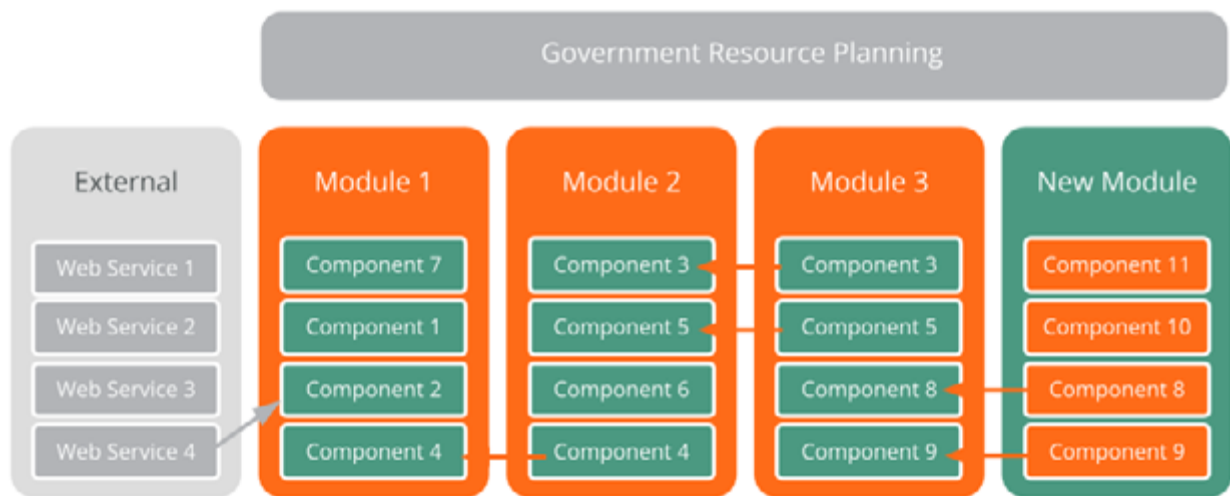 Government Resource Planning
External
Web Service 1
Web Service 2
Web Service 3
Web Service 4
Module 1
Component 7
Component 1
Component 2
Component 4
Module 2
Component 3
Component 5
Component 6
Component 4
Module 3
Component 3
Component 5
Component 8
Component 9
New Module
Component 11
Component 10
Component 8
Component 9